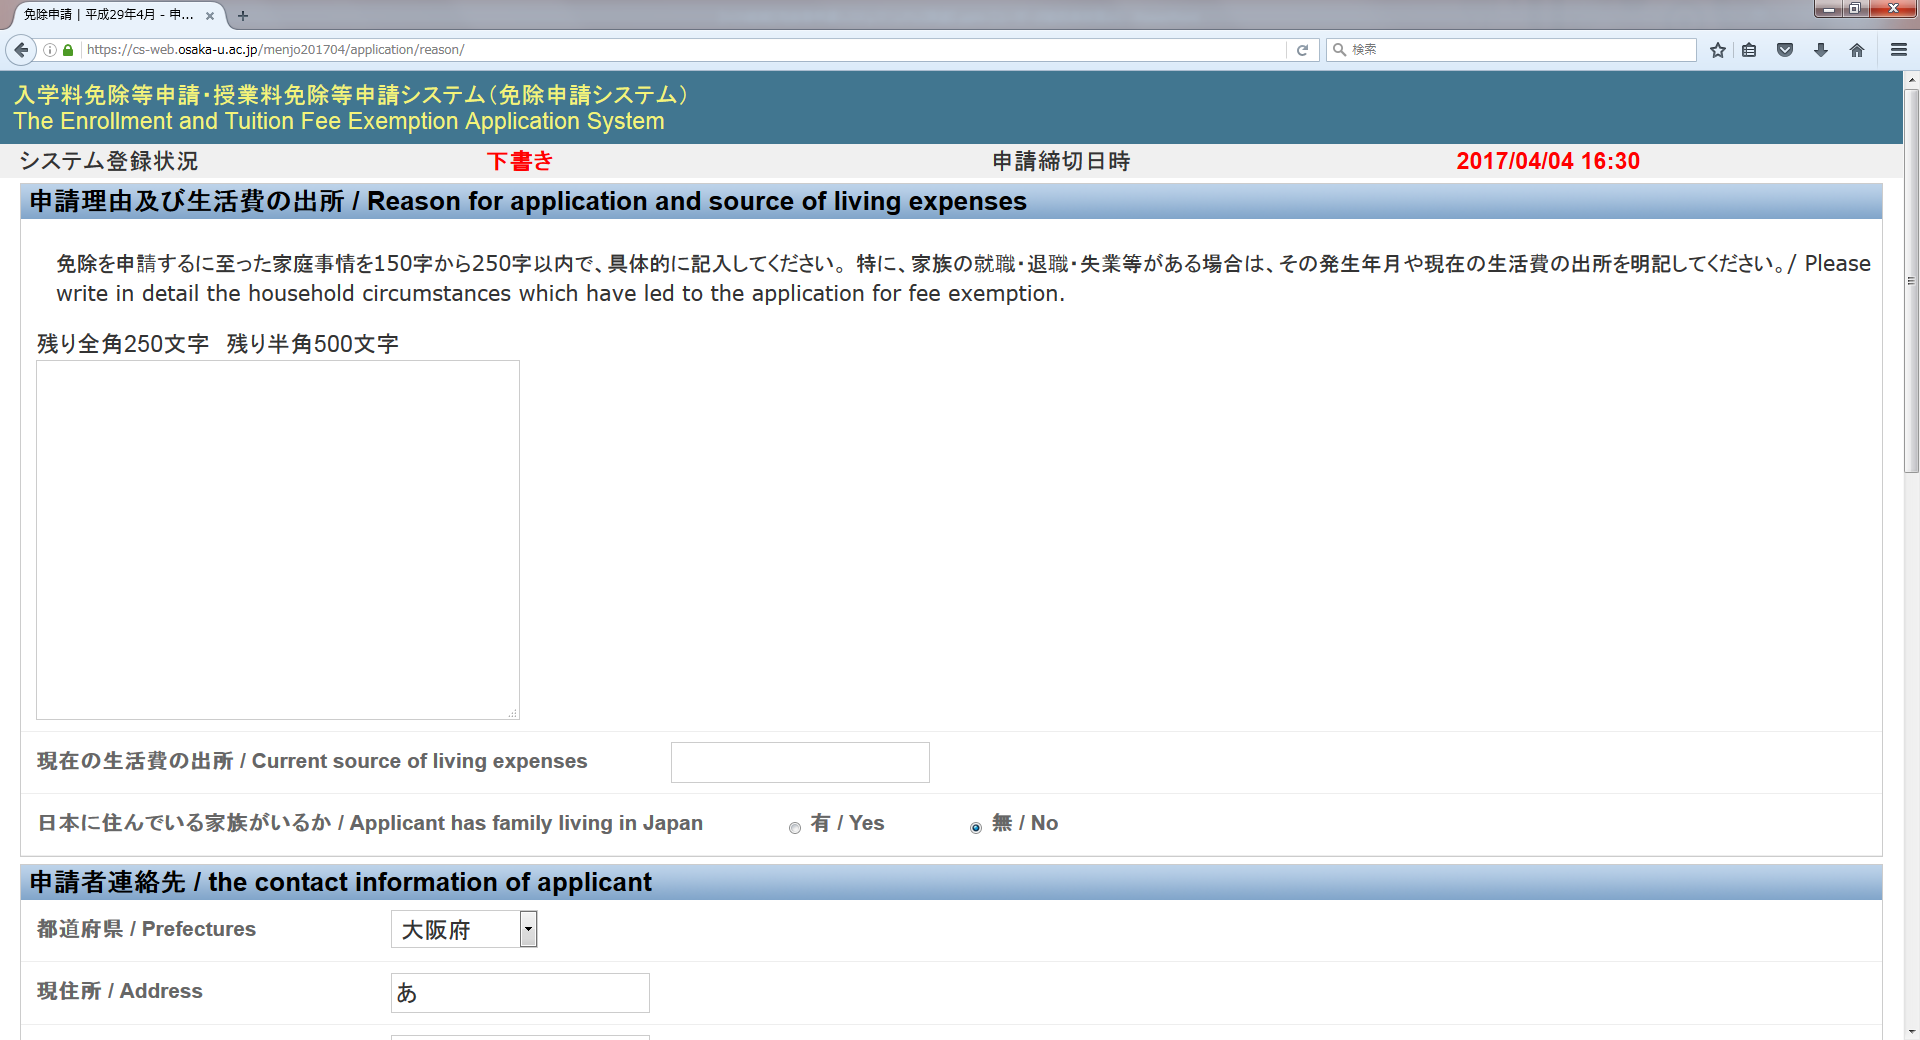 免除申請 | 平成29年4月 - 申...
https://cs-web.osaka-u.ac.jp/menjo201704/application/reason/
検索
入学料免除等申請・授業料免除等申請システム（免除申請システム）
The Enrollment and Tuition Fee Exemption Application System
システム登録状況 下書き 申請締切日時 2017/04/04 16:30
申請理由及び生活費の出所 / Reason for application and source of living expenses
免除を申請するに至った家庭事情を150字から250字以内で、具体的に記入してください。 特に、家族の就職・退職・失業等がある場合は、その発生年月や現在の生活費の出所を明記してください。/ Please
write in detail the household circumstances which have led to the application for fee exemption.
残り全角250文字 残り半角500文字
現在の生活費の出所 / Current source of living expenses
日本に住んでいる家族がいるか / Applicant has family living in Japan 有 / Yes 無 / No
申請者連絡先 / the contact information of applicant
都道府県 / Prefectures 大阪府
現住所 / Address あ